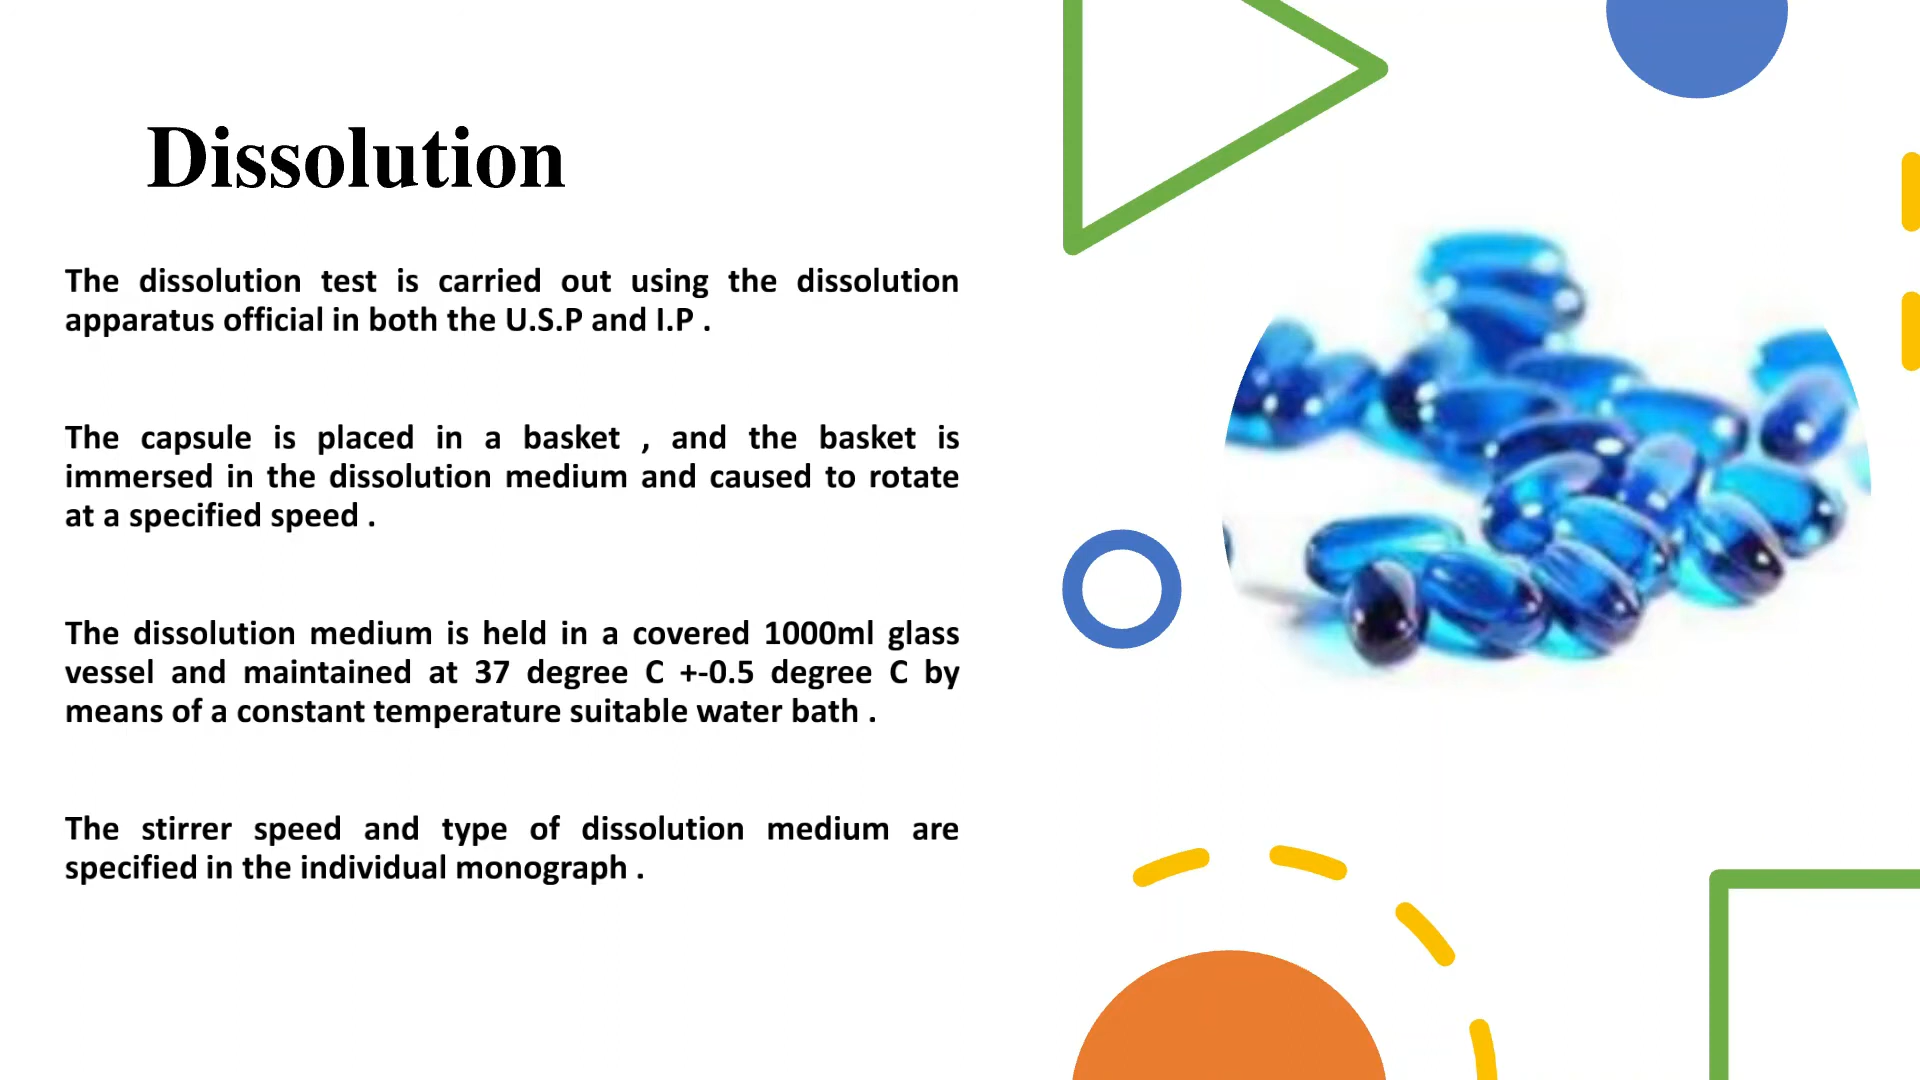 Dissolution
The dissolution test is carried out using the dissolution
apparatus official in both the U.S.P and I.P .
The capsule is placed in a basket , and the basket is
immersed in the dissolution medium and caused to rotate
at a specified speed .
The dissolution medium is held in a covered 1000ml glass
vessel and maintained at 37 degree C +-0.5 degree C by
means of a constant temperature suitable water bath .
The stirrer speed and type of dissolution medium are
specified in the individual monograph .